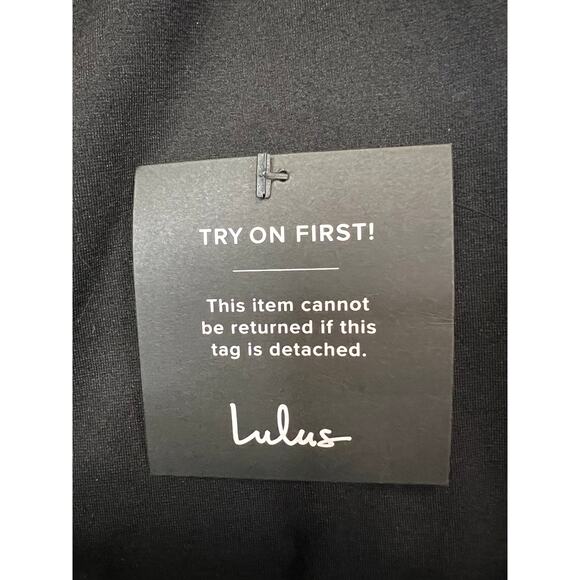 TRY ON FIRST!
This item cannot
be returned if this
tag is detached.
Lulus